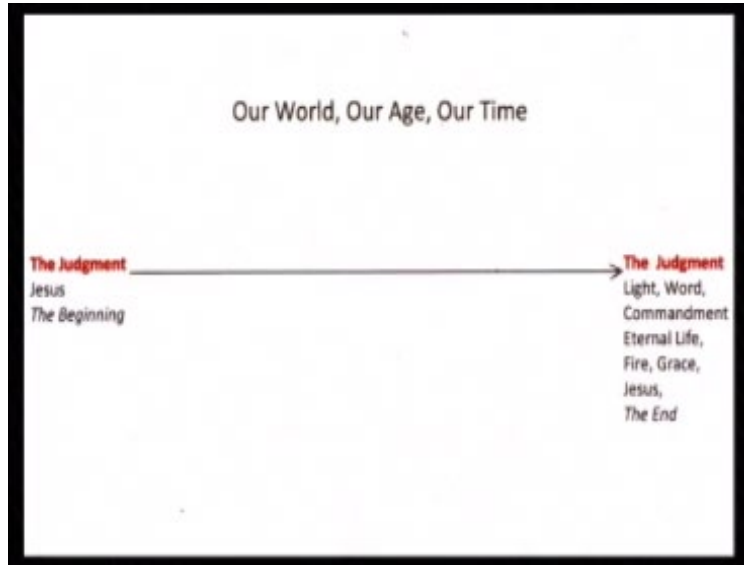 Our World, Our Age, Our Time
The Judgment
Jesus
The Beginning
The Judgment
Light, Word,
Commandment
Eternal Life,
Fire, Grace,
Jesus,
The End